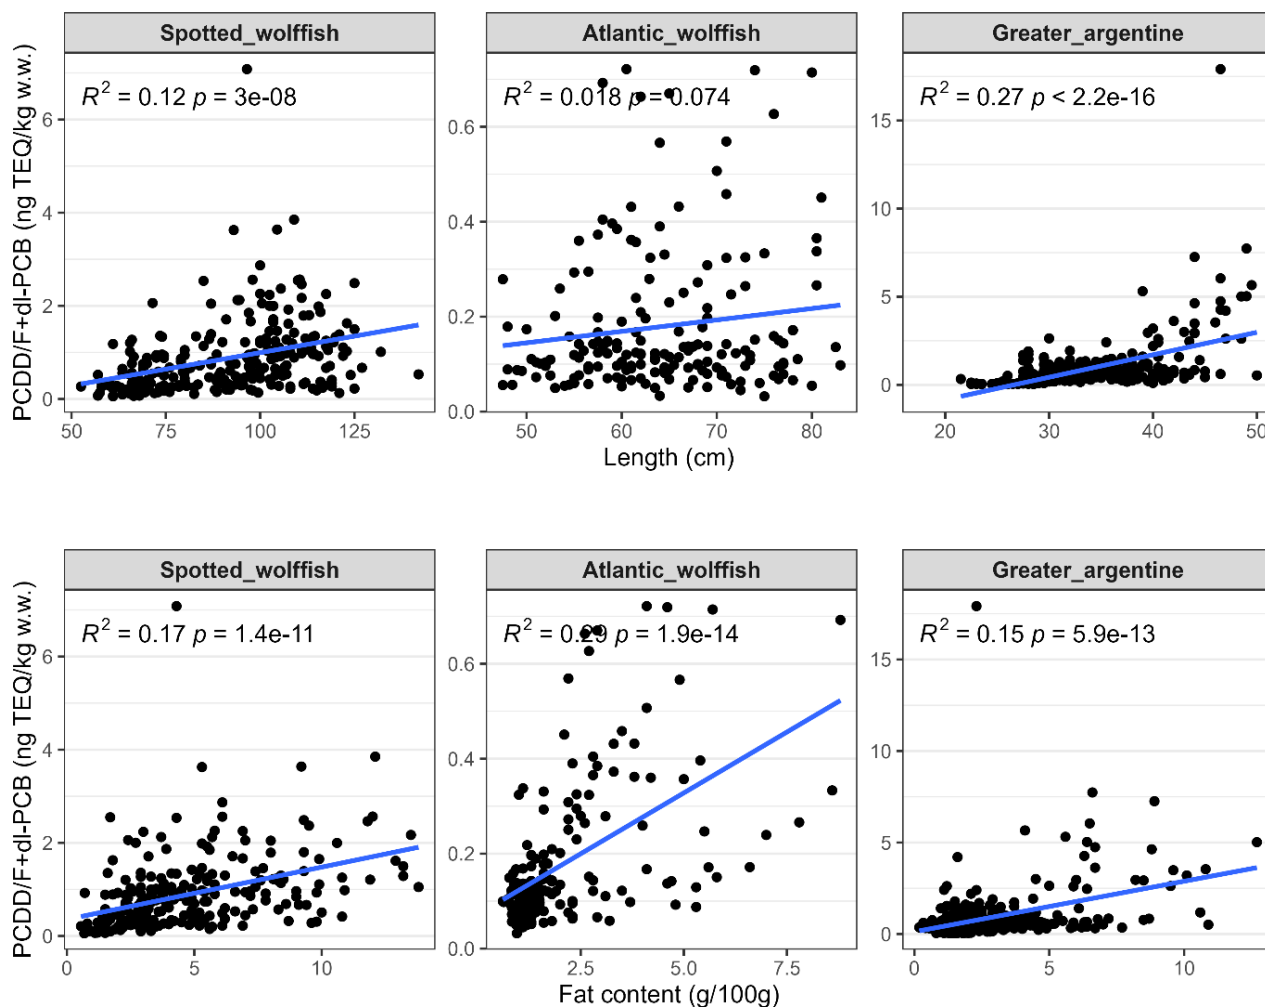 Spotted_wolffish Atlantic_wolffish Greater_argentine
PCDD/F+dl-PCB (ng TEQ/kg w.w.)
R² = 0.12 p = 3e-08
R² = 0.018 p = 0.074
R² = 0.27 p < 2.2e-16
6
4
2
0
0.6
0.4
0.2
0.0
15
10
5
0
50 75 100 125
50 60 70 80
20 30 40 50
Length (cm)
Spotted_wolffish Atlantic_wolffish Greater_argentine
PCDD/F+dl-PCB (ng TEQ/kg w.w.)
R² = 0.17 p = 1.4e-11
R² = 0.29 p = 1.9e-14
R² = 0.15 p = 5.9e-13
6
4
2
0
0.6
0.4
0.2
0.0
15
10
5
0
0 5 10
2.5 5.0 7.5
0 5 10
Fat content (g/100g)